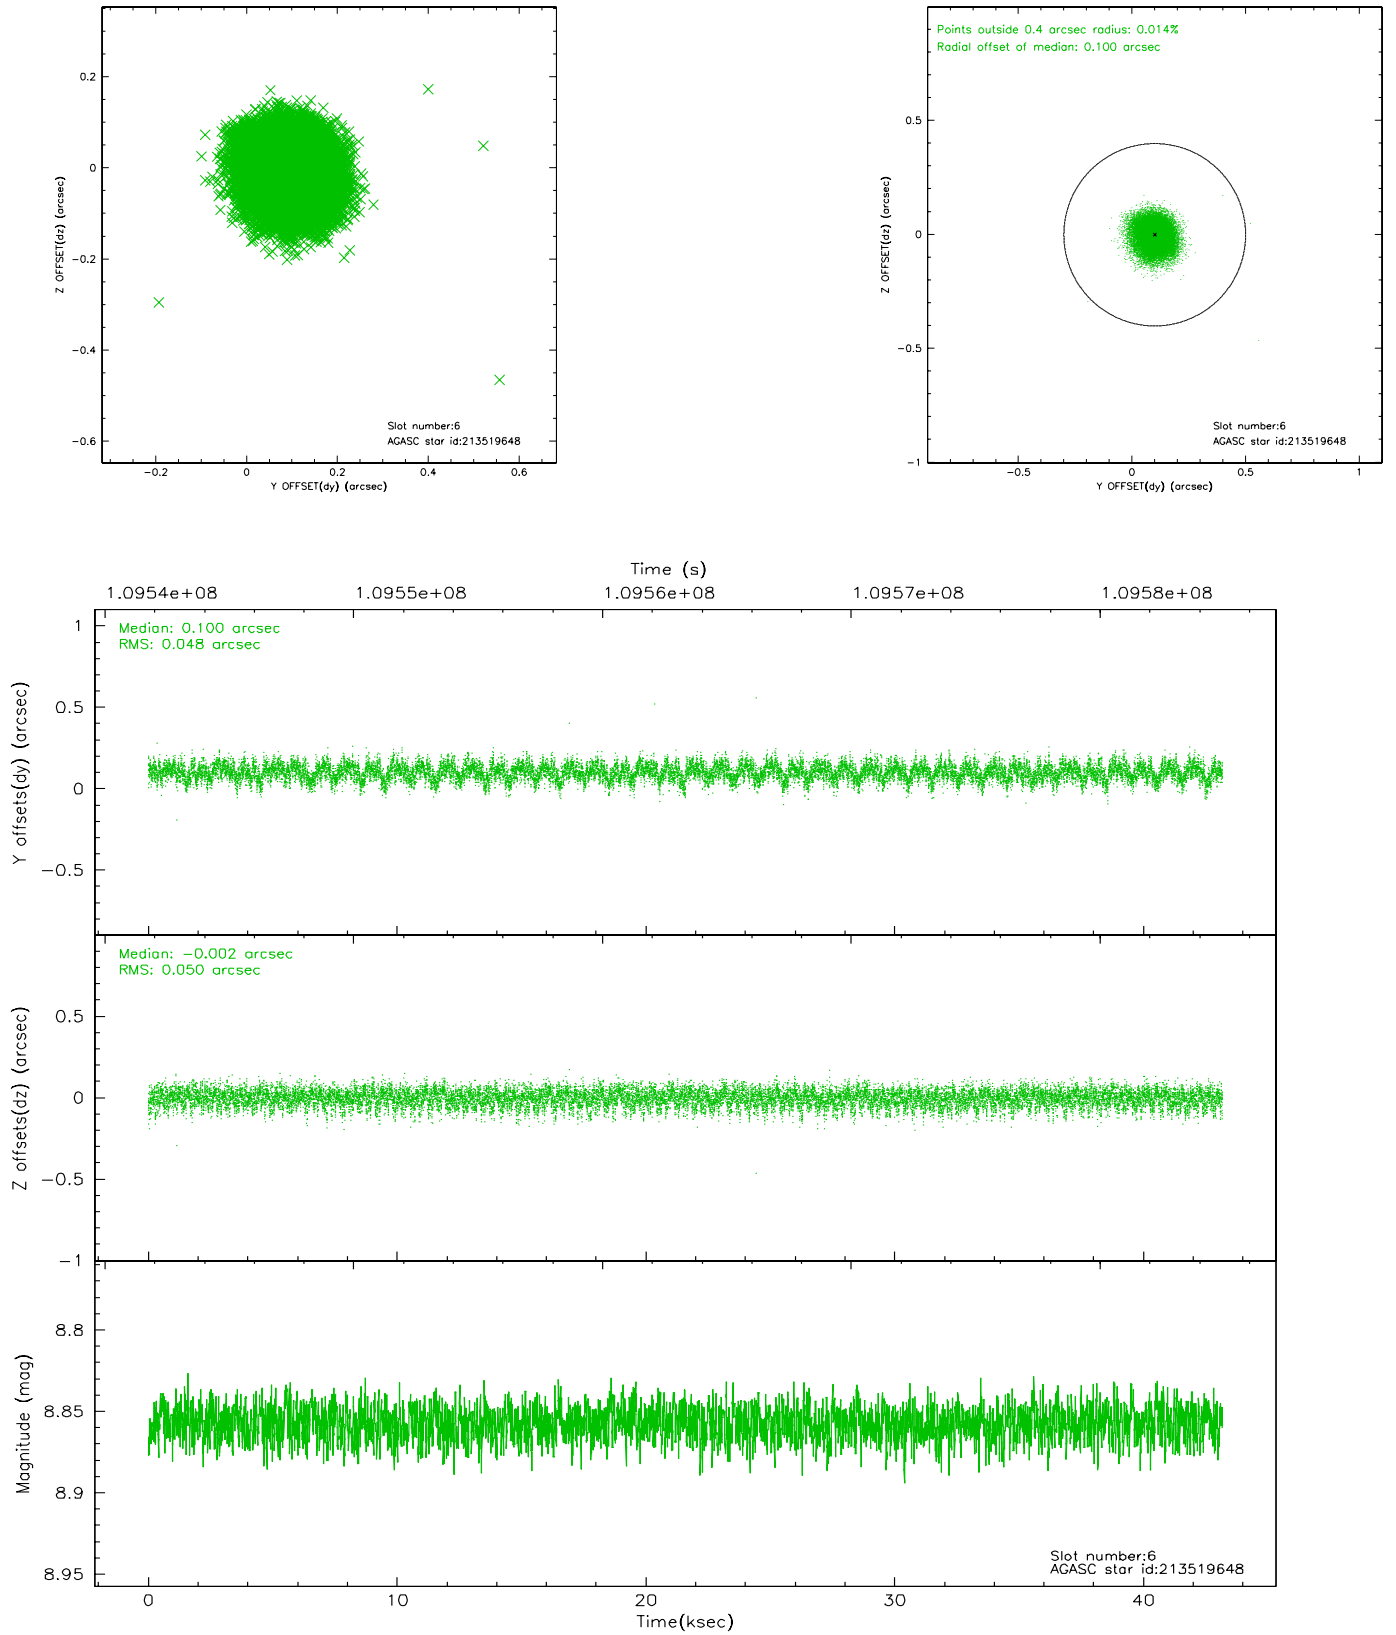 0.2
0
−0.2
−0.4
−0.6
Z OFFSET(dz) (arcsec)
Slot number:6
AGASC star id:213519648
−0.2 0 0.2 0.4 0.6
Y OFFSET(dy) (arcsec)
Points outside 0.4 arcsec radius: 0.014%
Radial offset of median: 0.100 arcsec
0.5
0
−0.5
−1
Z OFFSET(dz) (arcsec)
Slot number:6
AGASC star id:213519648
−0.5 0 0.5 1
Y OFFSET(dy) (arcsec)
Time (s)
1.0954e+08 1.0955e+08 1.0956e+08 1.0957e+08 1.0958e+08
Median: 0.100 arcsec
RMS: 0.048 arcsec
1
0.5
0
−0.5
Y offsets(dy) (arcsec)
Median: −0.002 arcsec
RMS: 0.050 arcsec
0.5
0
−0.5
−1
Z offsets(dz) (arcsec)
8.8
8.85
8.9
8.95
Magnitude (mag)
Slot number:6
AGASC star id:213519648
0 10 20 30 40
Time(ksec)